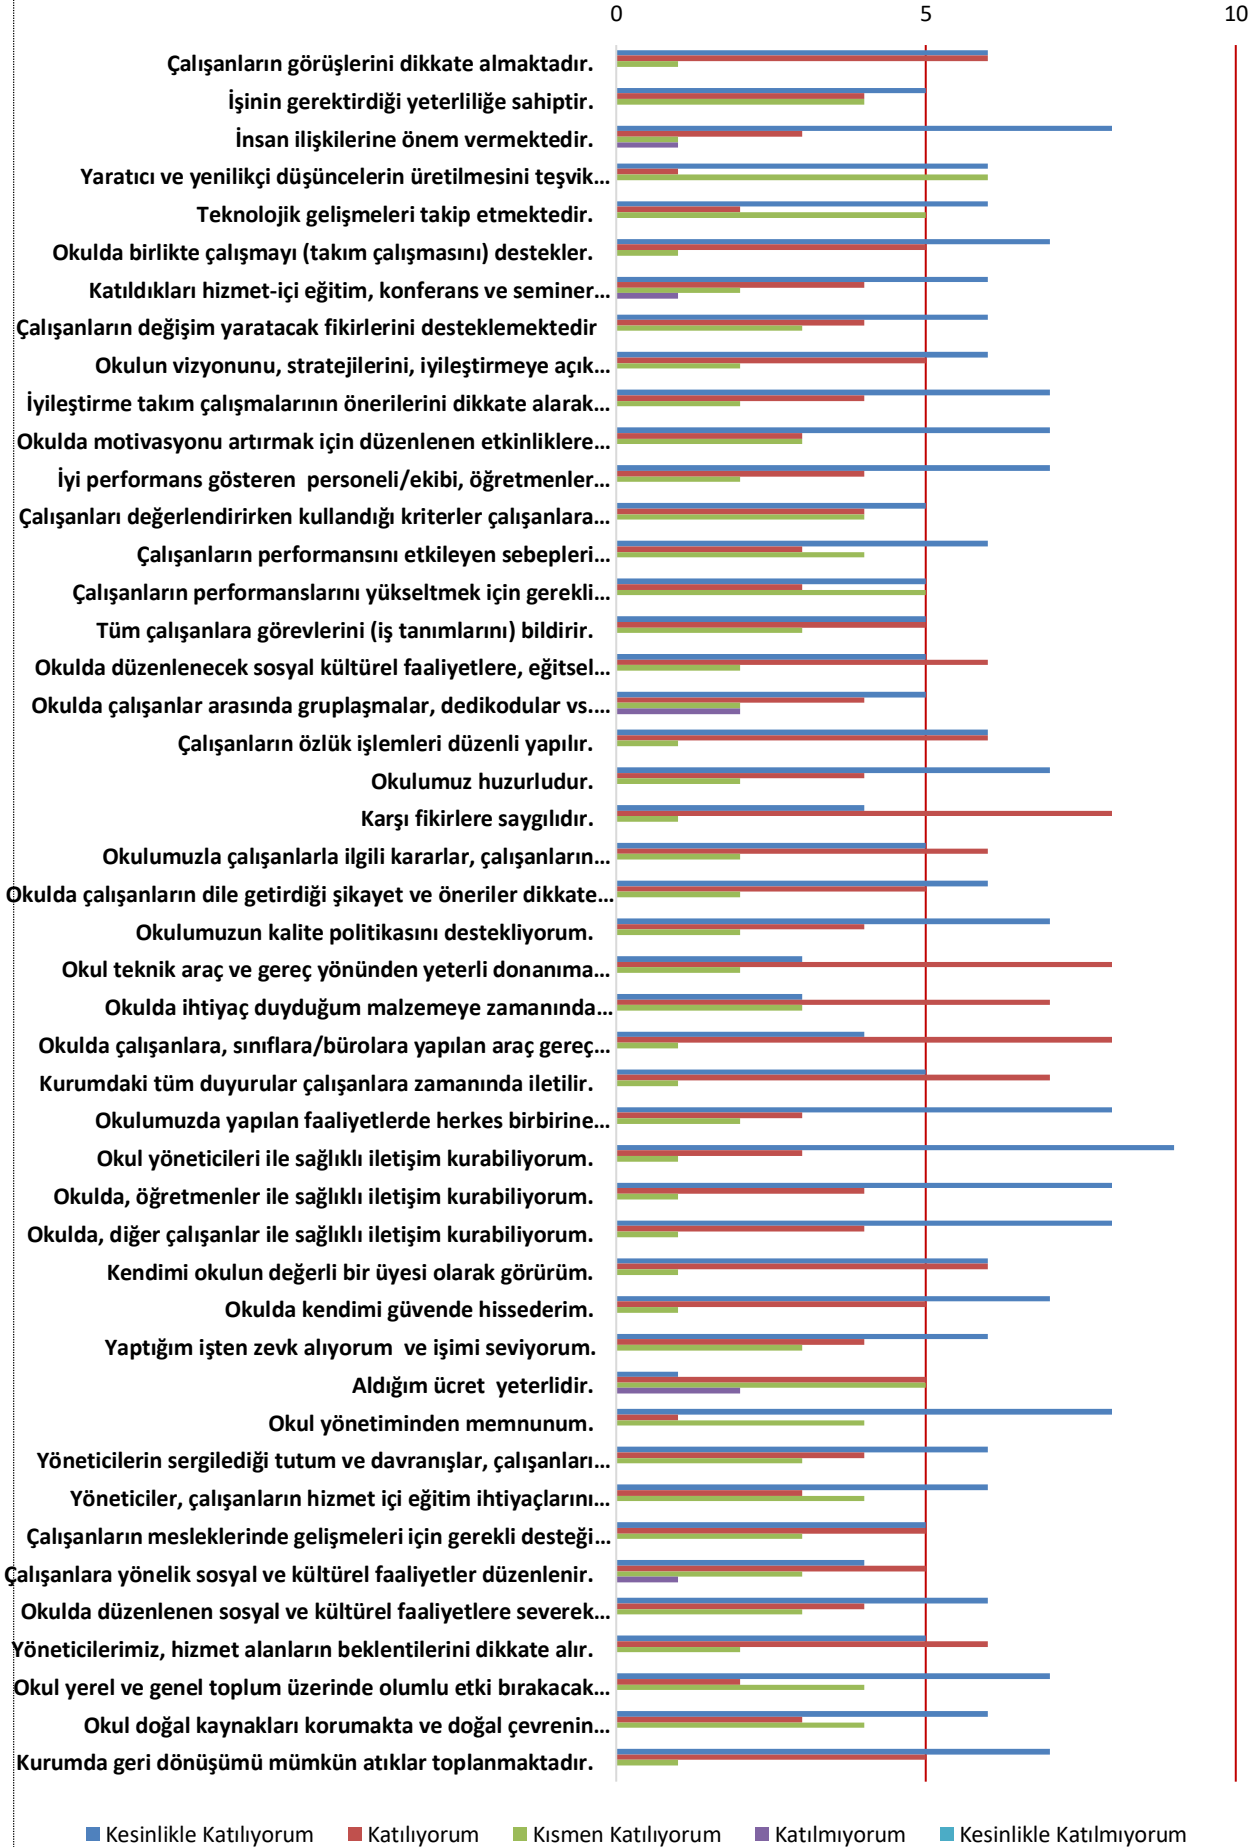 0 5 10
Çalışanların görüşlerini dikkate almaktadır.
İşinin gerektirdiği yeterliliğe sahiptir.
İnsan ilişkilerine önem vermektedir.
Yaratıcı ve yenilikçi düşüncelerin üretilmesini teşvik...
Teknolojik gelişmeleri takip etmektedir.
Okulda birlikte çalışmayı (takım çalışmasını) destekler.
Katıldıkları hizmet-içi eğitim, konferans ve seminer...
Çalışanların değişim yaratacak fikirlerini desteklemektedir
Okulun vizyonunu, stratejilerini, iyileştirmeye açık...
İyileştirme takım çalışmalarının önerilerini dikkate alarak...
Okulda motivasyonu artırmak için düzenlenen etkinliklere...
İyi performans gösteren  personeli/ekibi, öğretmenler...
Çalışanları değerlendirirken kullandığı kriterler çalışanlara...
Çalışanların performansını etkileyen sebepleri...
Çalışanların performanslarını yükseltmek için gerekli...
Tüm çalışanlara görevlerini (iş tanımlarını) bildirir.
Okulda düzenlenecek sosyal kültürel faaliyetlere, eğitsel...
Okulda çalışanlar arasında gruplaşmalar, dedikodular vs....
Çalışanların özlük işlemleri düzenli yapılır.
Okulumuz huzurludur.
Karşı fikirlere saygılıdır.
Okulumuzla çalışanlarla ilgili kararlar, çalışanların...
Okulda çalışanların dile getirdiği şikayet ve öneriler dikkate...
Okulumuzun kalite politikasını destekliyorum.
Okul teknik araç ve gereç yönünden yeterli donanıma...
Okulda ihtiyaç duyduğum malzemeye zamanında...
Okulda çalışanlara, sınıflara/bürolara yapılan araç gereç...
Kurumdaki tüm duyurular çalışanlara zamanında iletilir.
Okulumuzda yapılan faaliyetlerde herkes birbirine...
Okul yöneticileri ile sağlıklı iletişim kurabiliyorum.
Okulda, öğretmenler ile sağlıklı iletişim kurabiliyorum.
Okulda, diğer çalışanlar ile sağlıklı iletişim kurabiliyorum.
Kendimi okulun değerli bir üyesi olarak görürüm.
Okulda kendimi güvende hissederim.
Yaptığım işten zevk alıyorum  ve işimi seviyorum.
Aldığım ücret  yeterlidir.
Okul yönetiminden memnunum.
Yöneticilerin sergilediği tutum ve davranışlar, çalışanları...
Yöneticiler, çalışanların hizmet içi eğitim ihtiyaçlarını...
Çalışanların mesleklerinde gelişmeleri için gerekli desteği...
Çalışanlara yönelik sosyal ve kültürel faaliyetler düzenlenir.
Okulda düzenlenen sosyal ve kültürel faaliyetlere severek...
Yöneticilerimiz, hizmet alanların beklentilerini dikkate alır.
Okul yerel ve genel toplum üzerinde olumlu etki bırakacak...
Okul doğal kaynakları korumakta ve doğal çevrenin...
Kurumda geri dönüşümü mümkün atıklar toplanmaktadır.
Kesinlikle Katılıyorum Katılıyorum Kısmen Katılıyorum Katılmıyorum Kesinlikle Katılmıyorum